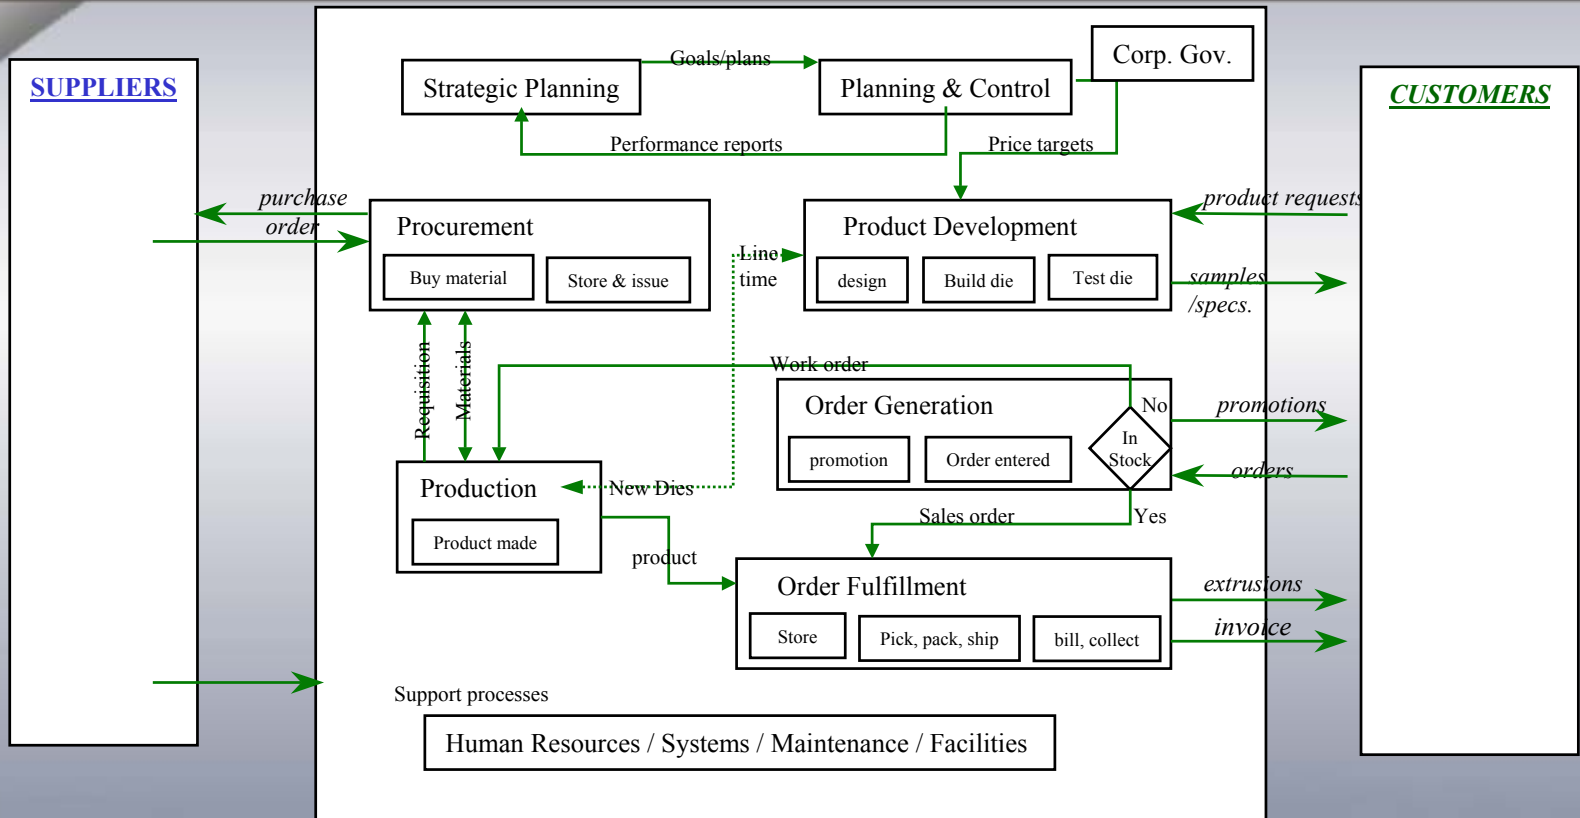 Corp. Gov.
Goals/plans
Strategic Planning
Planning & Control
SUPPLIERS
CUSTOMERS
Performance reports
Price targets
purchase
order
product requests
Procurement
Product Development
Line
time
Buy material
Store & issue
design
Build die
Test die
samples
/specs.
Requisition
Materials
Work order
Order Generation
No
promotions
In
Stock
promotion
Order entered
orders
Production
New Dies
Sales order
Yes
Product made
product
Order Fulfillment
extrusions
invoice
Store
Pick, pack, ship
bill, collect
Support processes
Human Resources / Systems / Maintenance / Facilities